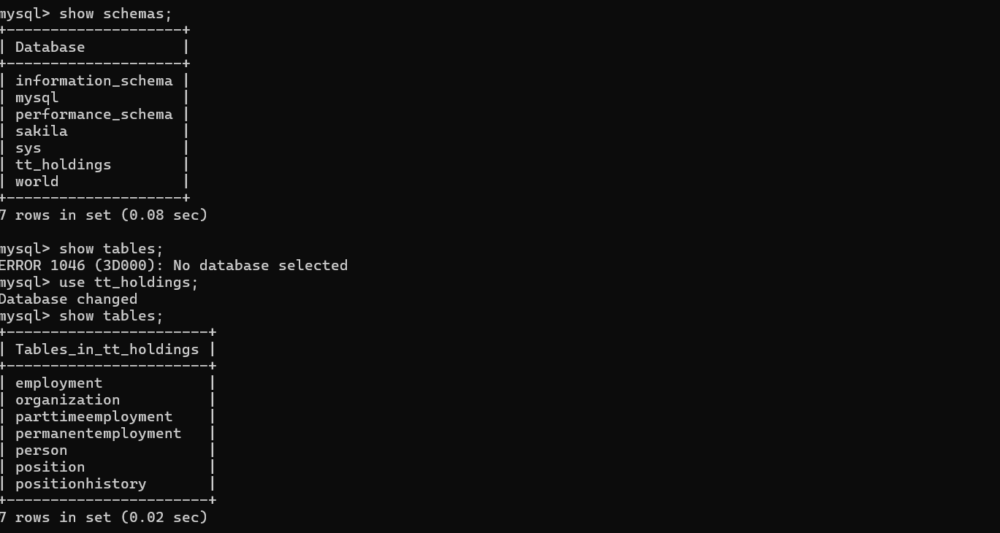 mysql> show schemas;
+--------------------+
| Database           |
+--------------------+
| information_schema |
| mysql              |
| performance_schema |
| sakila             |
| sys                |
| tt_holdings        |
| world              |
+--------------------+
7 rows in set (0.08 sec)

mysql> show tables;
ERROR 1046 (3D000): No database selected
mysql> use tt_holdings;
Database changed
mysql> show tables;
+-----------------------+
| Tables_in_tt_holdings |
+-----------------------+
| employment            |
| organization          |
| parttimeemployment    |
| permanentemployment   |
| person                |
| position              |
| positionhistory       |
+-----------------------+
7 rows in set (0.02 sec)